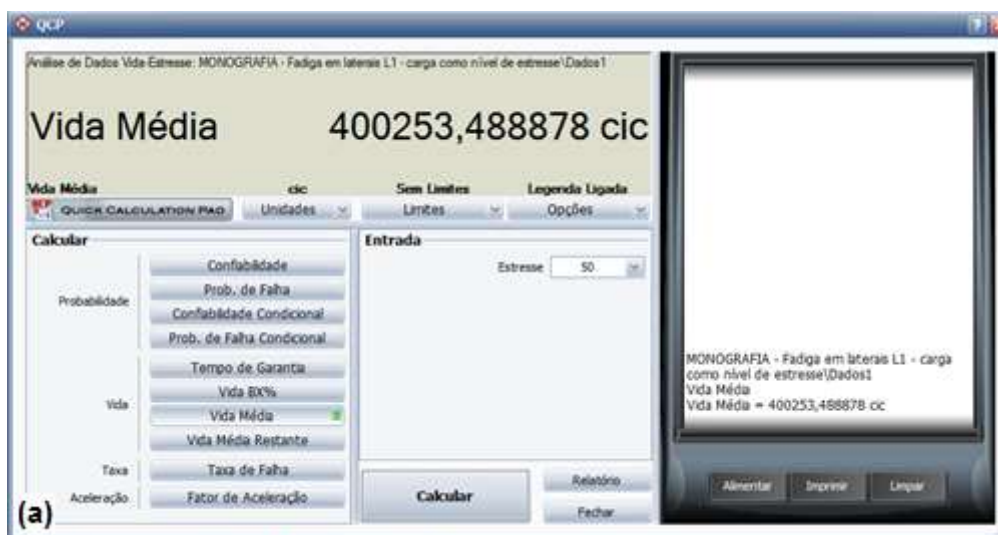 QCP
Análise de Dados Vida-Estresse: MONOGRAFIA - Fadiga em laterais L1 - carga como nível de estresse\Dados1
Vida Média 400253,488878 cic
Vida Média cic Sem Limites Legenda Ligada
QUICK CALCULATION PAD Unidades Limites Opções
Calcular
Probabilidade
Confiabilidade
Prob. de Falha
Confiabilidade Condicional
Prob. de Falha Condicional
Vida
Tempo de Garantia
Vida BX%
Vida Média
Vida Média Restante
Taxa
Taxa de Falha
Aceleração
Fator de Aceleração
Entrada
Estresse 50
Calcular
Relatório
Fechar
MONOGRAFIA - Fadiga em laterais L1 - carga
como nível de estresse\Dados1
Vida Média
Vida Média = 400253,488878 cic
Alimentar Imprimir Limpar
(a)